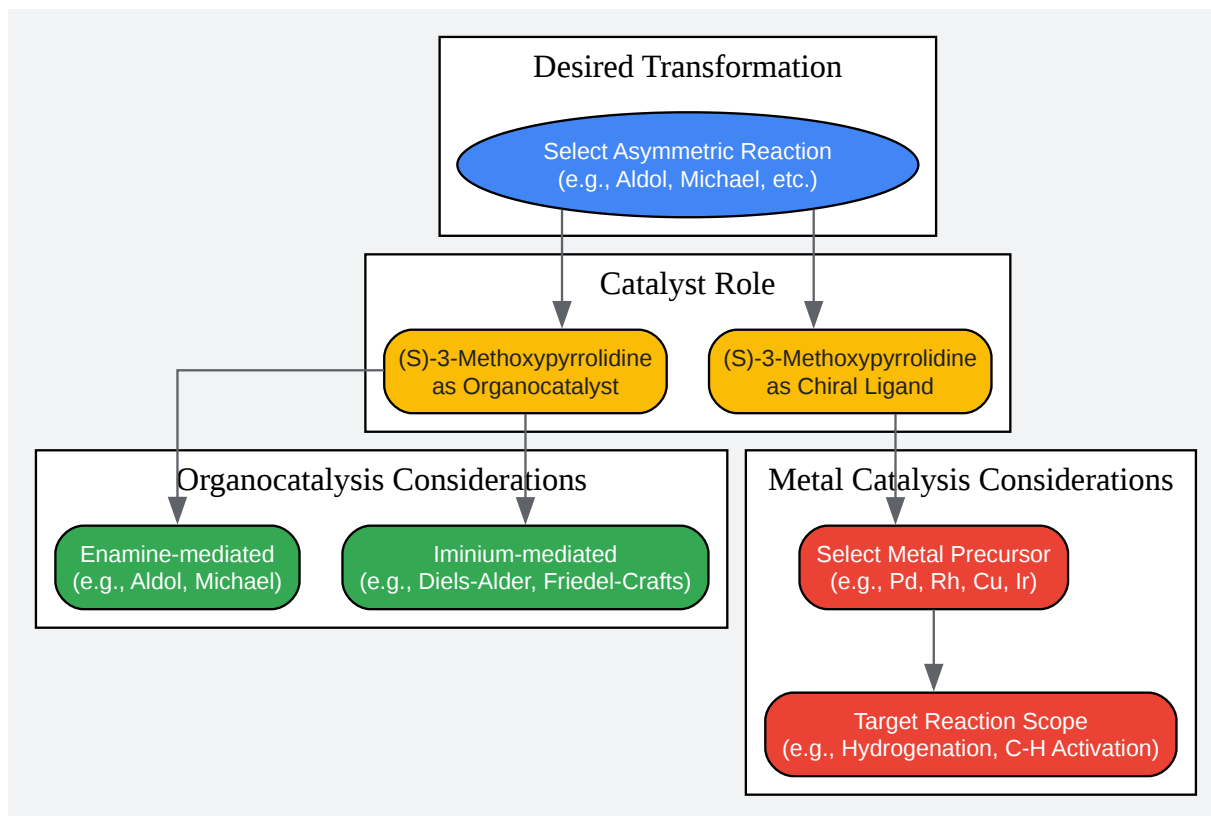 Desired Transformation
Select Asymmetric Reaction
(e.g., Aldol, Michael, etc.)
Catalyst Role
(S)-3-Methoxypyrrolidine
as Organocatalyst
(S)-3-Methoxypyrrolidine
as Chiral Ligand
Organocatalysis Considerations
Enamine-mediated
(e.g., Aldol, Michael)
Iminium-mediated
(e.g., Diels-Alder, Friedel-Crafts)
Metal Catalysis Considerations
Select Metal Precursor
(e.g., Pd, Rh, Cu, Ir)
Target Reaction Scope
(e.g., Hydrogenation, C-H Activation)